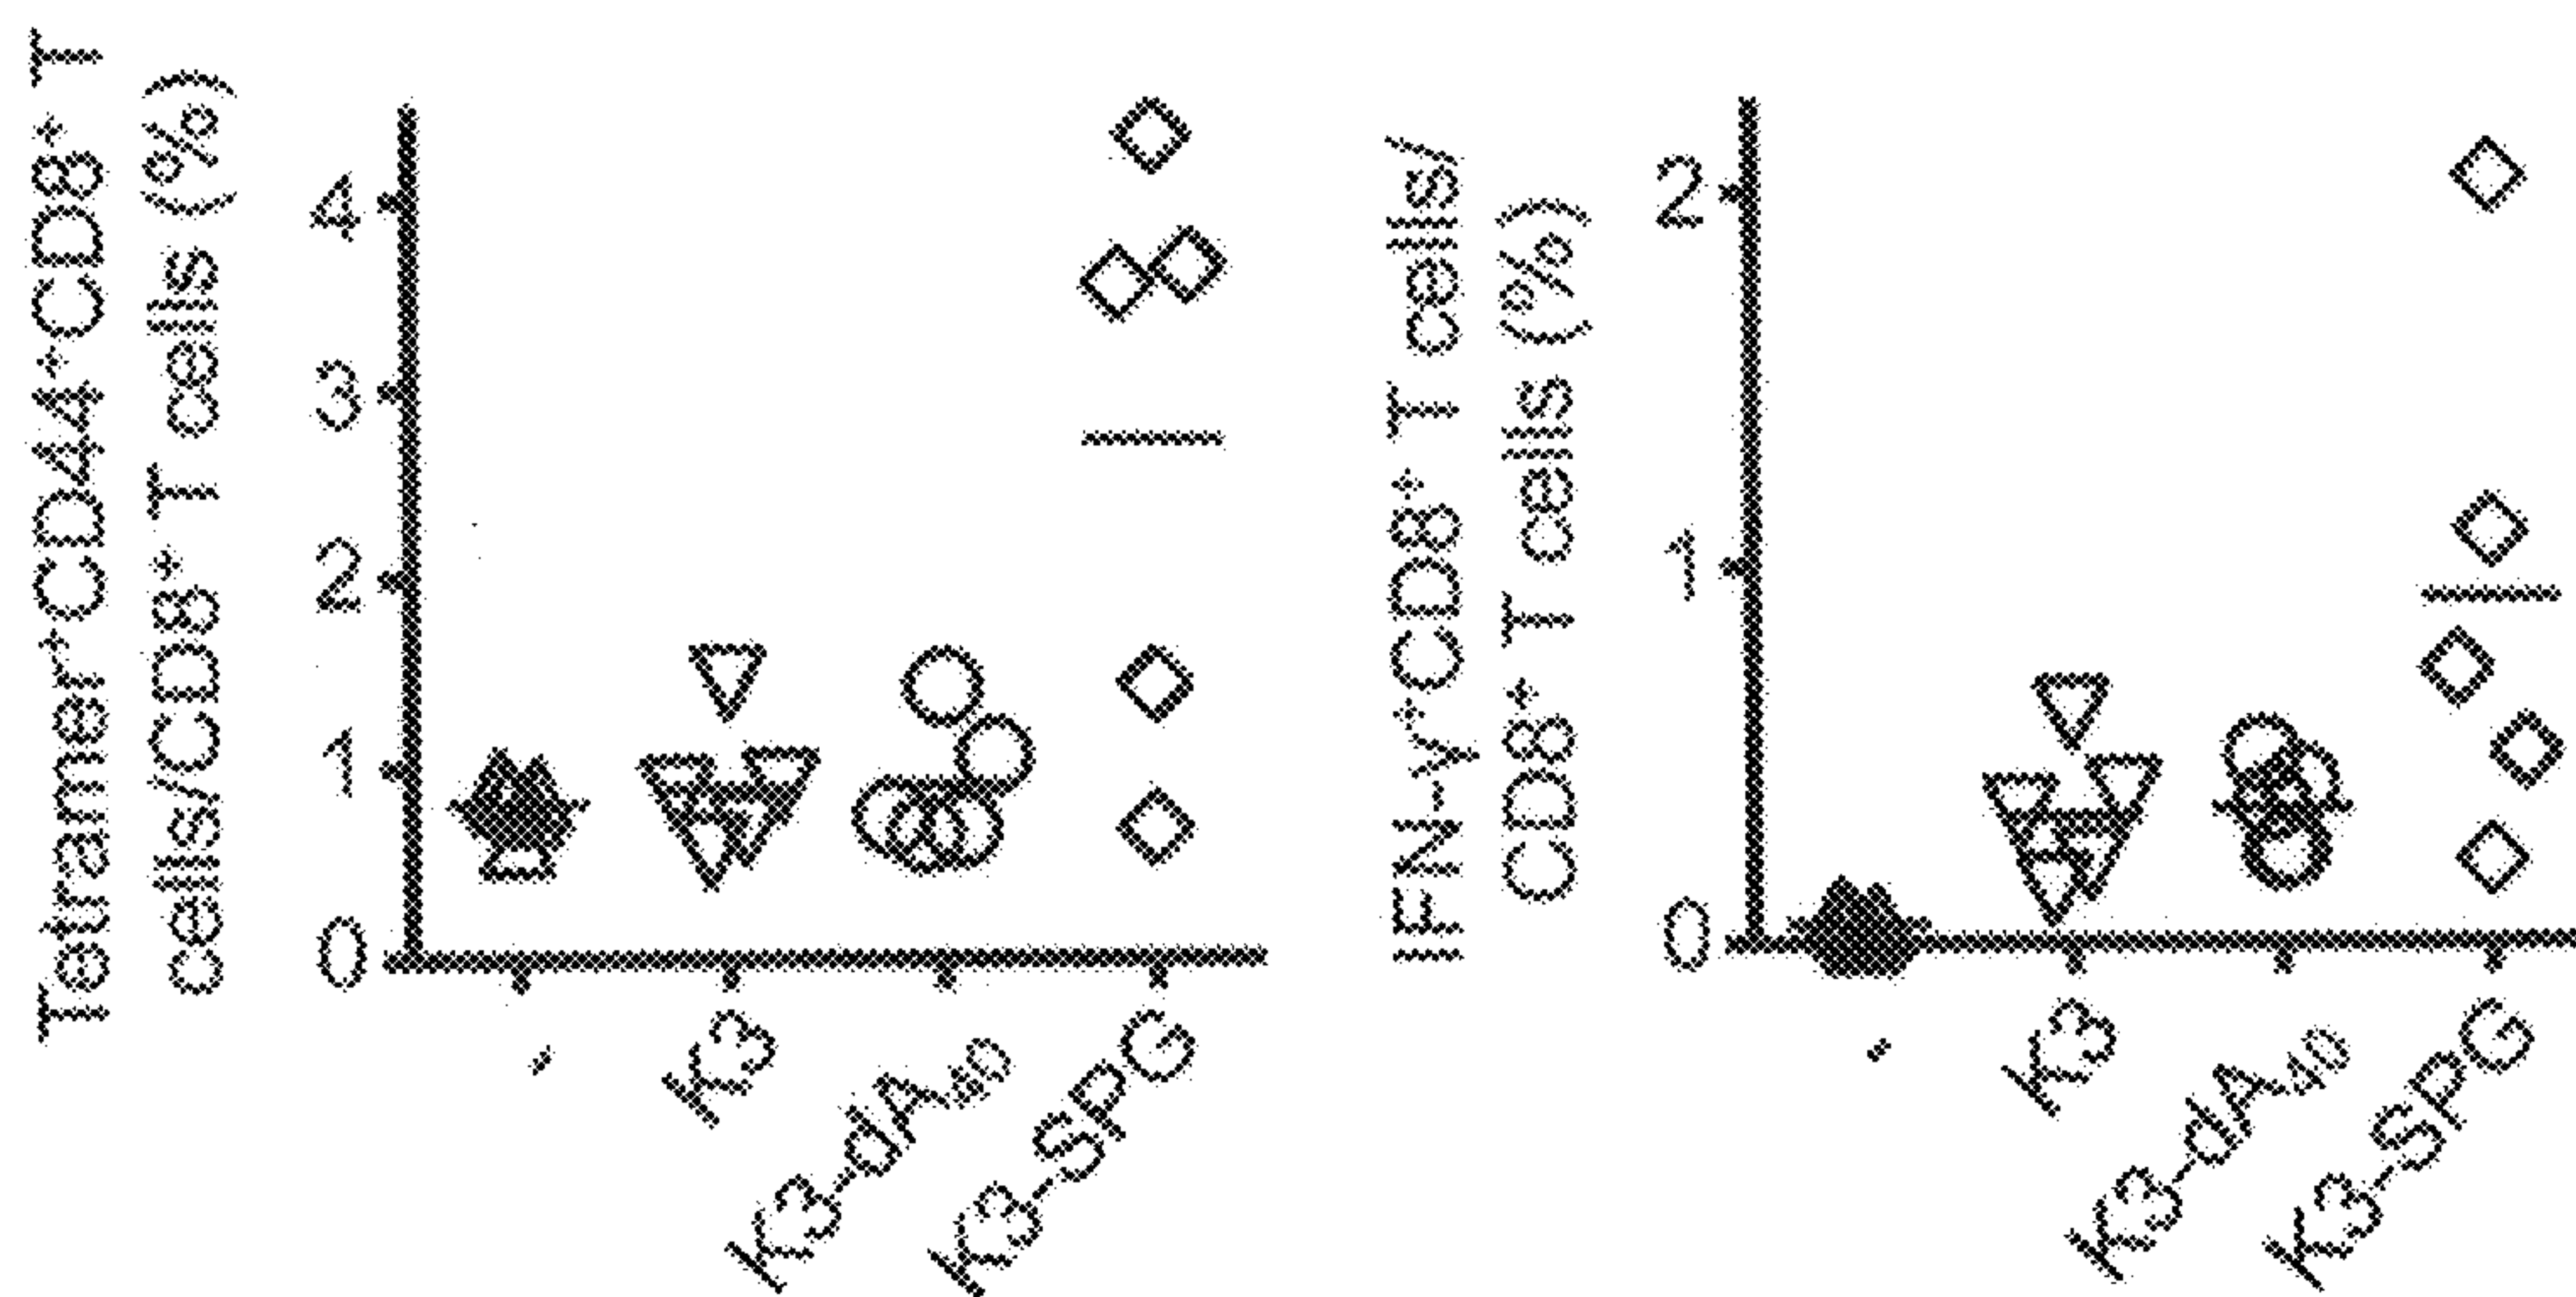 Tetramer⁺CD44⁺CD8⁺ T
cells/CD8⁺ T cells (%)
4
3
2
1
0
-
K3
K3-dA₄₀
K3-SPG
IFN-γ⁺CD8⁺ T cells/
CD8⁺ T cells (%)
2
1
0
-
K3
K3-dA₄₀
K3-SPG